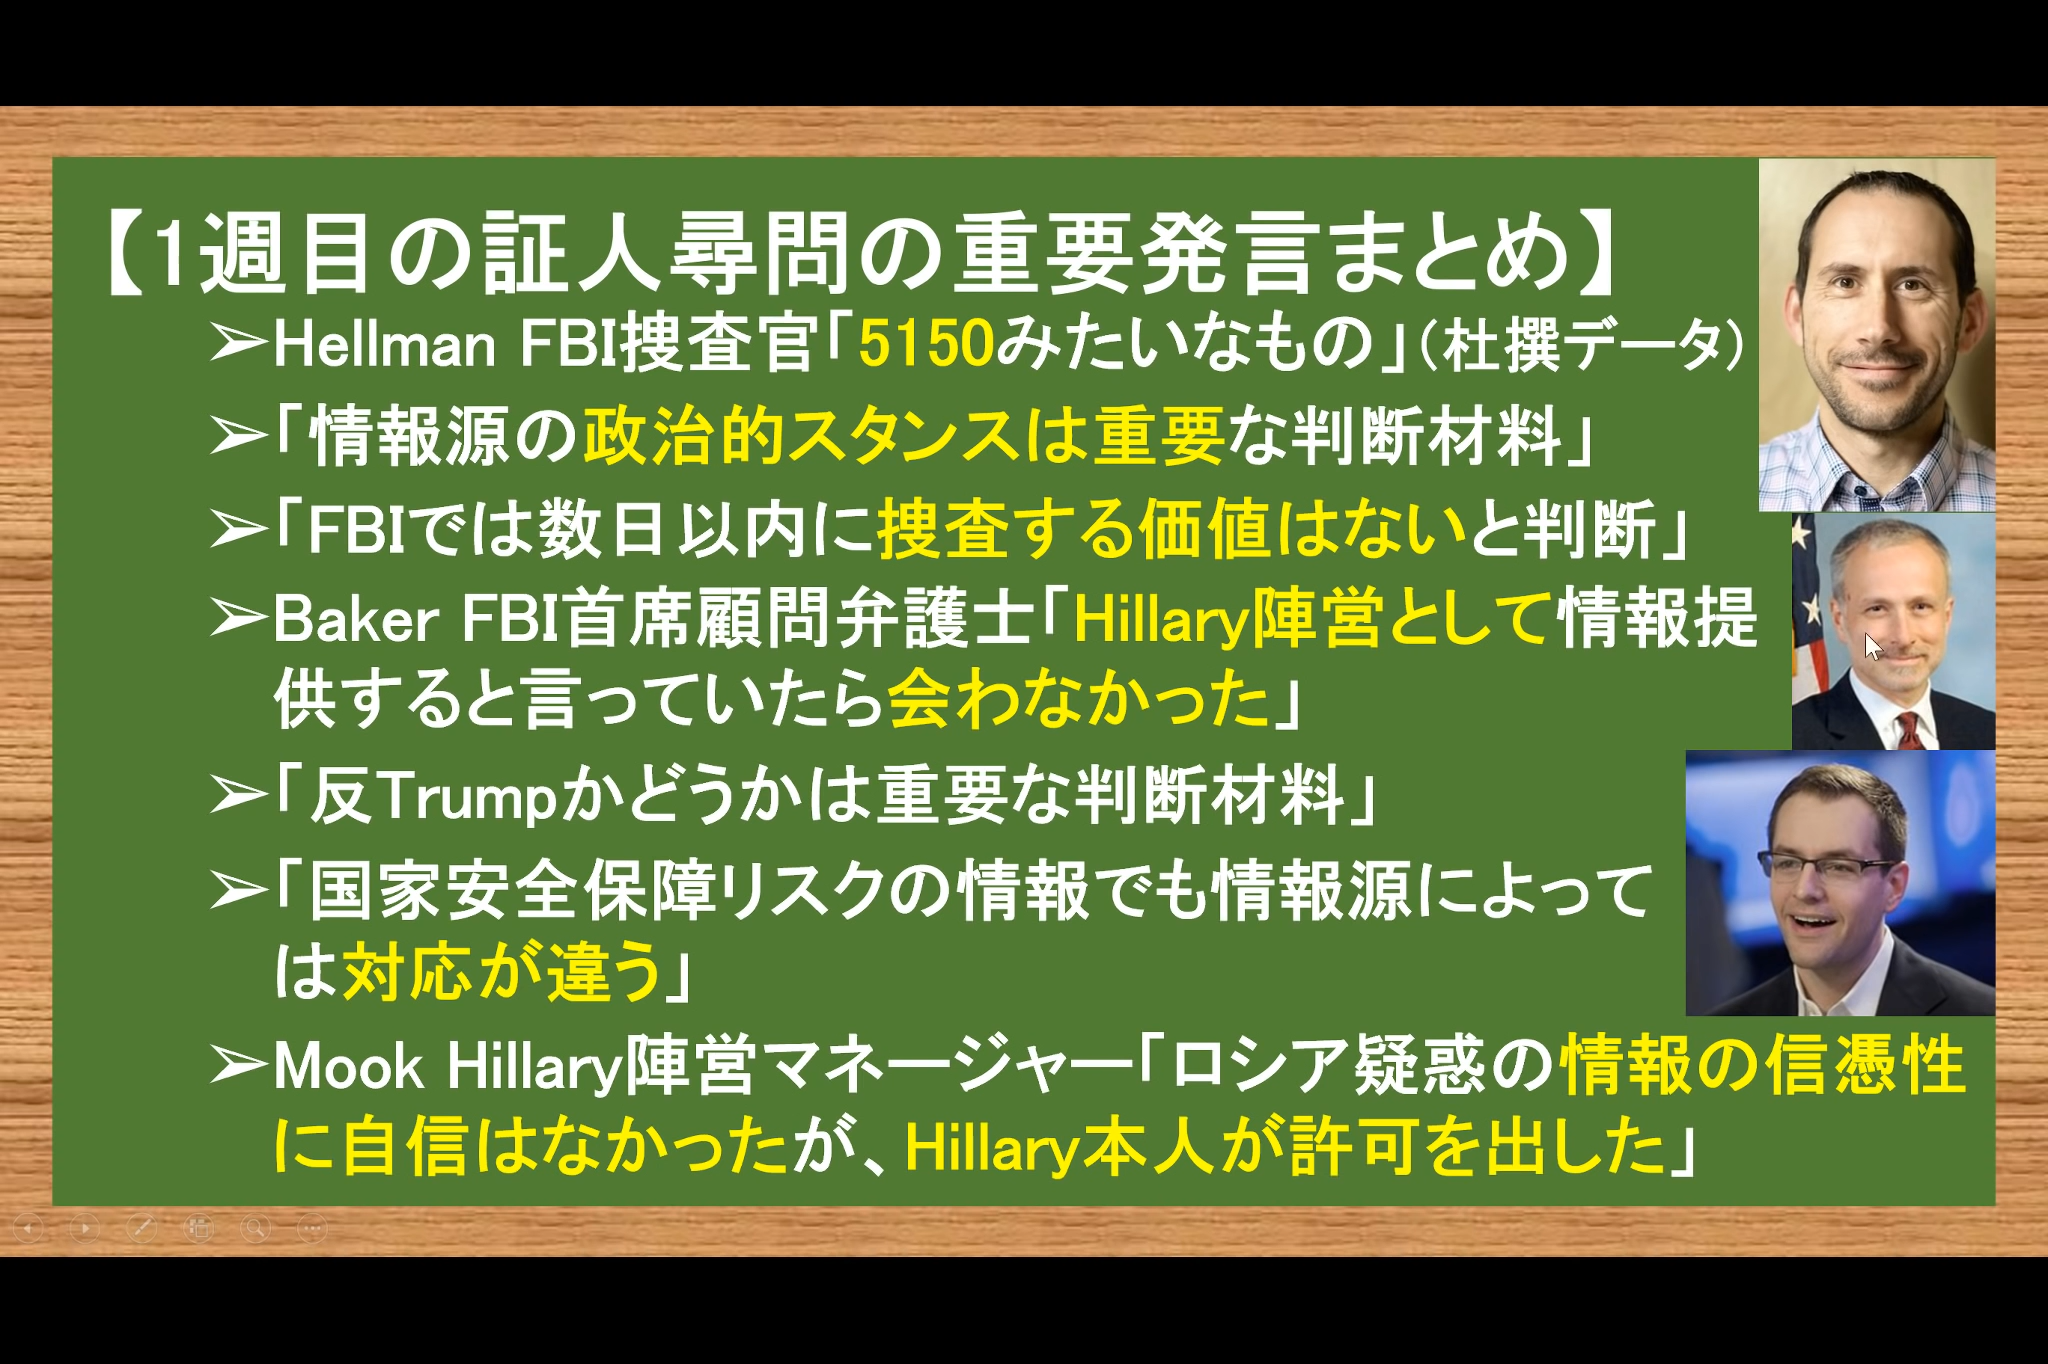 【1週目の証人尋問の重要発言まとめ】
➢Hellman FBI捜査官「5150みたいなもの」（杜撰データ）
➢「情報源の政治的スタンスは重要な判断材料」
➢「FBIでは数日以内に捜査する価値はないと判断」
➢Baker FBI首席顧問弁護士「Hillary陣営として情報提
供すると言っていたら会わなかった」
➢「反Trumpかどうかは重要な判断材料」
➢「国家安全保障リスクの情報でも情報源によって
は対応が違う」
➢Mook Hillary陣営マネージャー「ロシア疑惑の情報の信憑性
に自信はなかったが、Hillary本人が許可を出した」